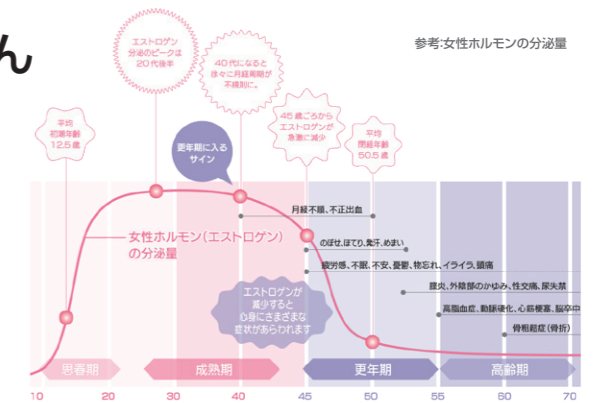 ん
参考:女性ホルモンの分泌量
エストロゲン
分泌のピークは
20代後半
40代になると
徐々に月経周期が
不規則に。
平均
初潮年齢
12.5歳
45歳ごろから
エストロゲンが
急激に減少
平均
閉経年齢
50.5歳
更年期に入る
サイン
月経不順、不正出血
女性ホルモン(エストロゲン)
の分泌量
のぼせ、ほてり、発汗、めまい
疲労感、不眠、不安、憂鬱、物忘れ、イライラ、頭痛
エストロゲンが
減少すると
心身にさまざまな
症状があらわれます
膣炎、外陰部のかゆみ、性交痛、尿失禁
高脂血症、動脈硬化、心筋梗塞、脳卒中
骨粗鬆症(骨折)
思春期
成熟期
更年期
高齢期
10 20 30 40 45 50 55 60 70